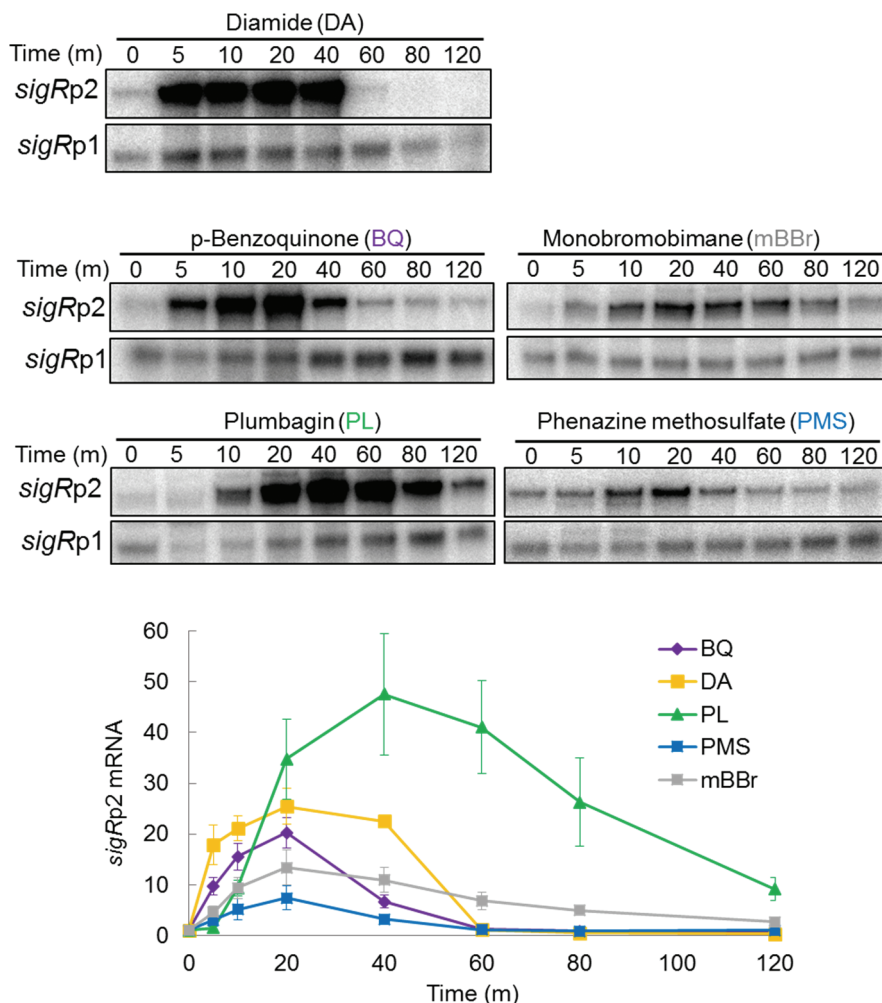 Diamide (DA)
Time (m) 0 5 10 20 40 60 80 120
sigRp2
sigRp1
p-Benzoquinone (BQ)
Time (m) 0 5 10 20 40 60 80 120
sigRp2
sigRp1
Monobromobimane (mBBr)
0 5 10 20 40 60 80 120
Plumbagin (PL)
Time (m) 0 5 10 20 40 60 80 120
sigRp2
sigRp1
Phenazine methosulfate (PMS)
0 5 10 20 40 60 80 120
sigRp2 mRNA
60
50
40
30
20
10
0
BQ
DA
PL
PMS
mBBr
0 20 40 60 80 100 120
Time (m)